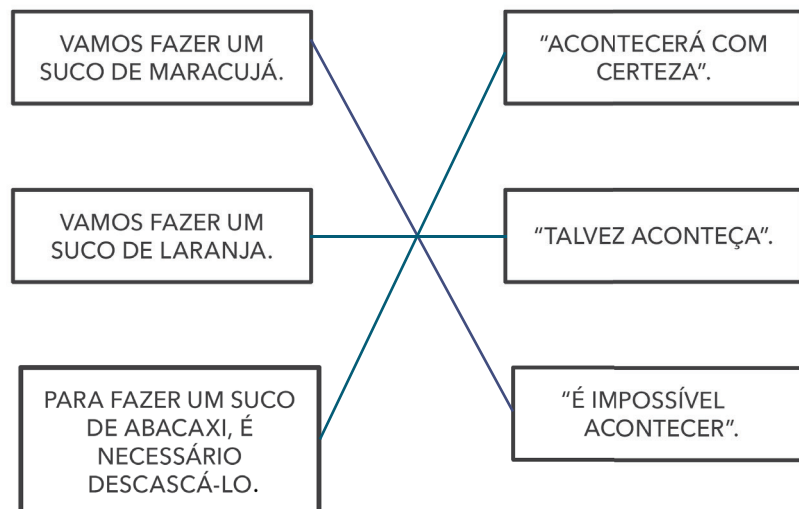 VAMOS FAZER UM
SUCO DE MARACUJÁ.
“ACONTECERÁ COM
CERTEZA”.
VAMOS FAZER UM
SUCO DE LARANJA.
“TALVEZ ACONTEÇA”.
PARA FAZER UM SUCO
DE ABACAXI, É
NECESSÁRIO
DESCASCÁ-LO.
“É IMPOSSÍVEL
ACONTECER”.